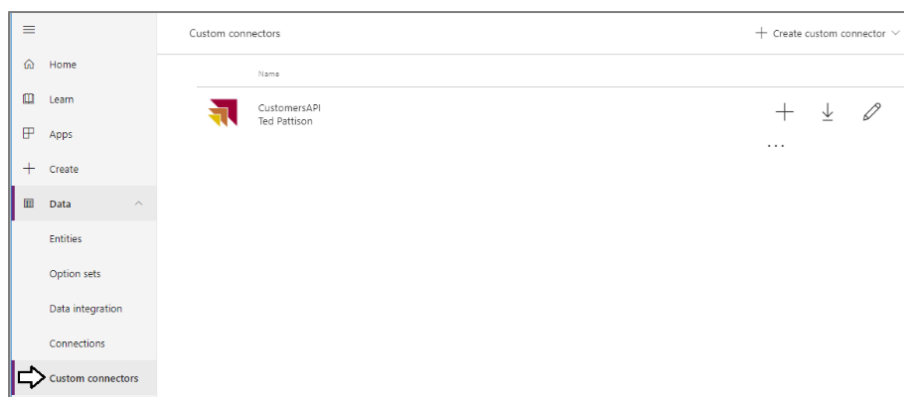 Home
Learn
Apps
Create
Data
Entities
Option sets
Data integration
Connections
Custom connectors
Custom connectors
Create custom connector
Name
CustomersAPI
Ted Pattison
...